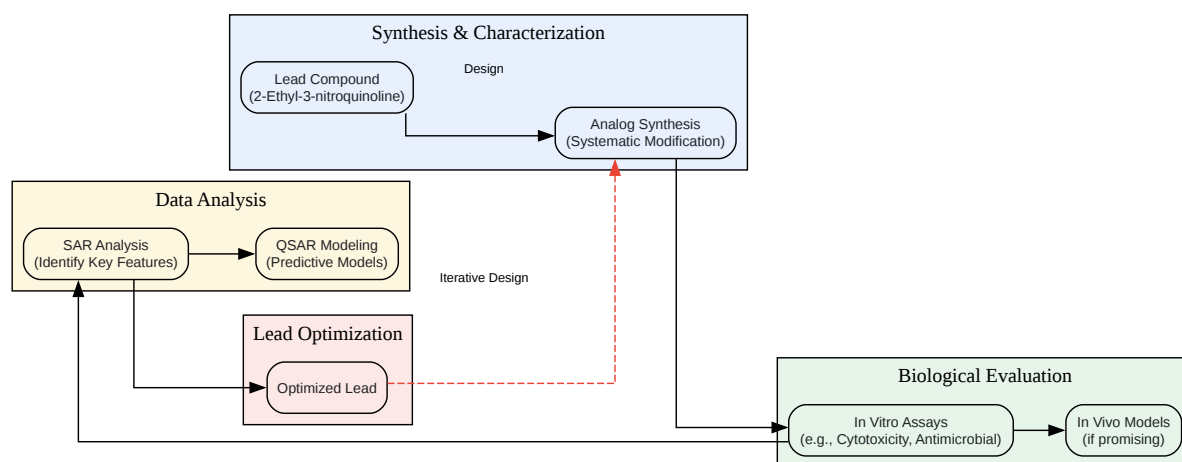 Synthesis & Characterization
Lead Compound
(2-Ethyl-3-nitroquinoline)
Design
Analog Synthesis
(Systematic Modification)
Data Analysis
SAR Analysis
(Identify Key Features)
QSAR Modeling
(Predictive Models)
Iterative Design
Lead Optimization
Optimized Lead
Biological Evaluation
In Vitro Assays
(e.g., Cytotoxicity, Antimicrobial)
In Vivo Models
(if promising)